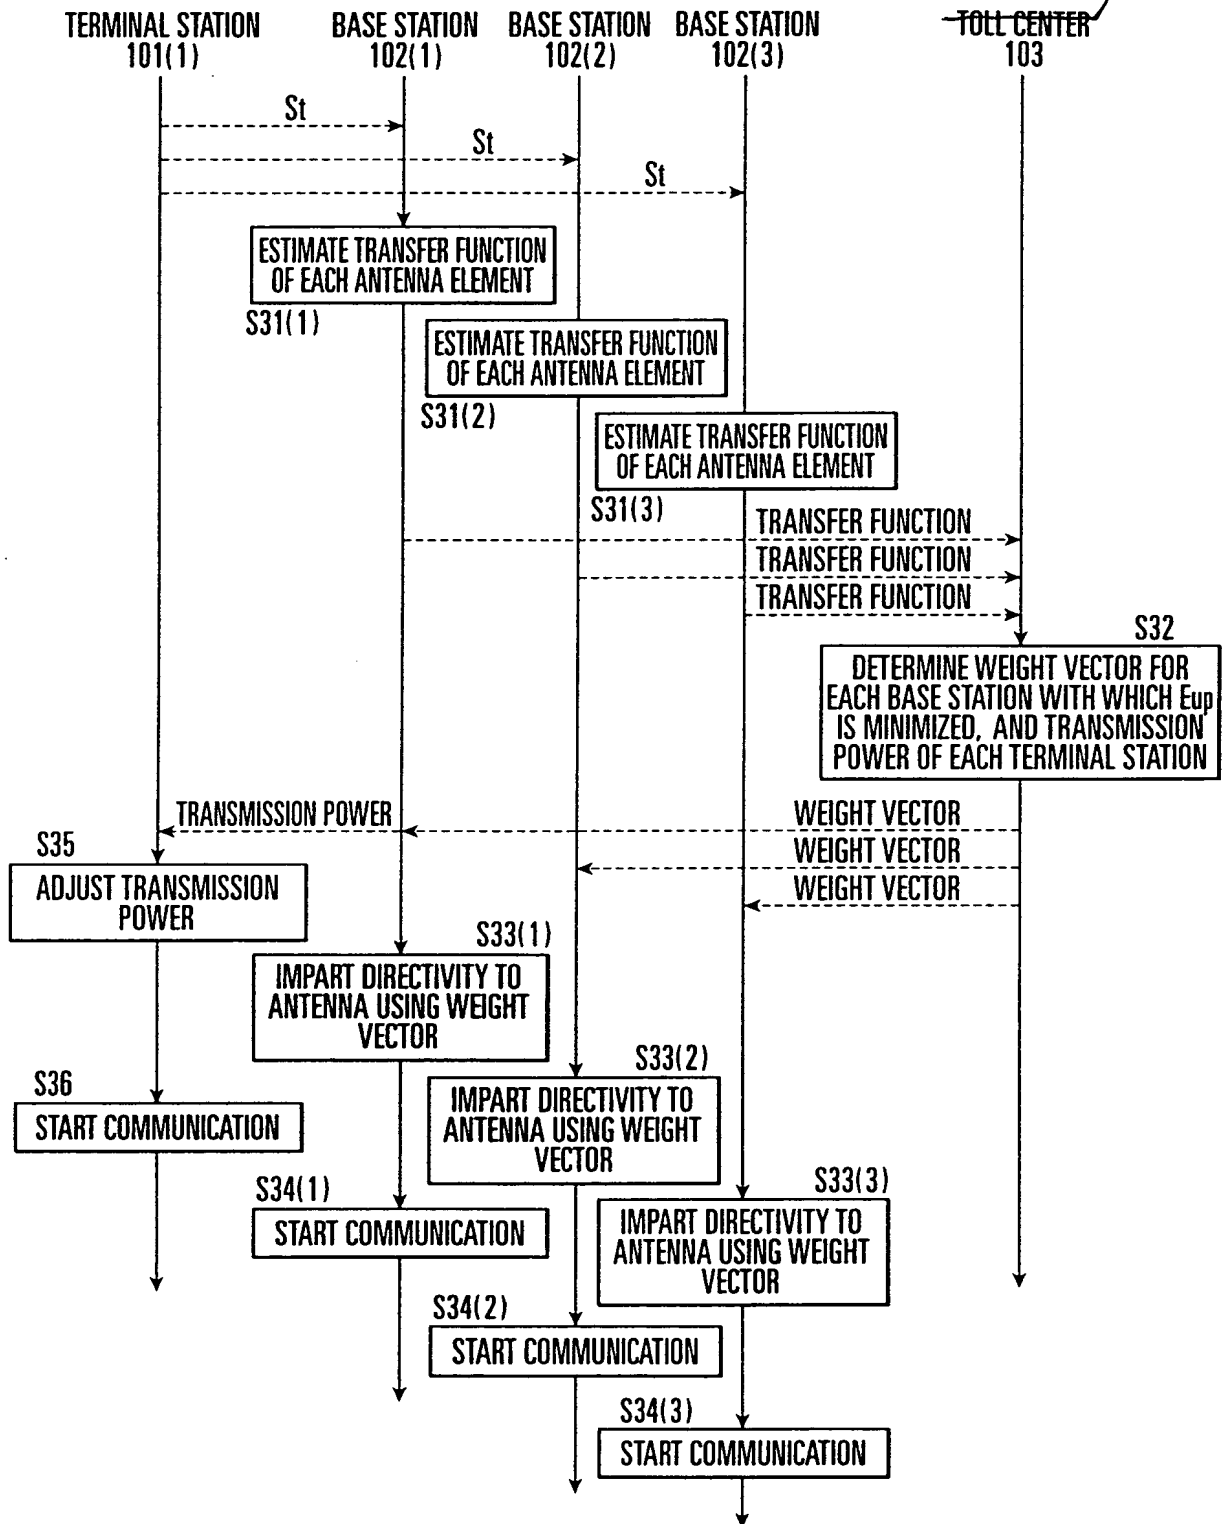 TERMINAL STATION
101(1)
BASE STATION
102(1)
BASE STATION
102(2)
BASE STATION
102(3)
TOLL CENTER
103
St
St
St
ESTIMATE TRANSFER FUNCTION
OF EACH ANTENNA ELEMENT
S31(1)
ESTIMATE TRANSFER FUNCTION
OF EACH ANTENNA ELEMENT
S31(2)
ESTIMATE TRANSFER FUNCTION
OF EACH ANTENNA ELEMENT
S31(3)
TRANSFER FUNCTION
TRANSFER FUNCTION
TRANSFER FUNCTION
S32
DETERMINE WEIGHT VECTOR FOR
EACH BASE STATION WITH WHICH Eup
IS MINIMIZED, AND TRANSMISSION
POWER OF EACH TERMINAL STATION
TRANSMISSION POWER
WEIGHT VECTOR
WEIGHT VECTOR
WEIGHT VECTOR
S35
ADJUST TRANSMISSION
POWER
S33(1)
IMPART DIRECTIVITY TO
ANTENNA USING WEIGHT
VECTOR
S36
START COMMUNICATION
S33(2)
IMPART DIRECTIVITY TO
ANTENNA USING WEIGHT
VECTOR
S34(1)
START COMMUNICATION
S33(3)
IMPART DIRECTIVITY TO
ANTENNA USING WEIGHT
VECTOR
S34(2)
START COMMUNICATION
S34(3)
START COMMUNICATION